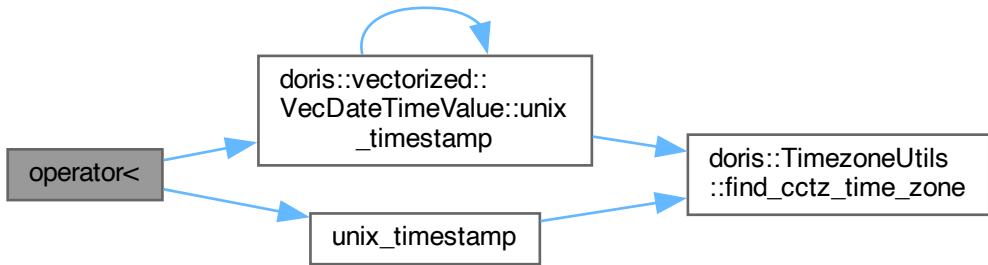 operator<
doris::vectorized::
VecDateTimeValue::unix
_timestamp
unix_timestamp
doris::TimezoneUtils
::find_cctz_time_zone